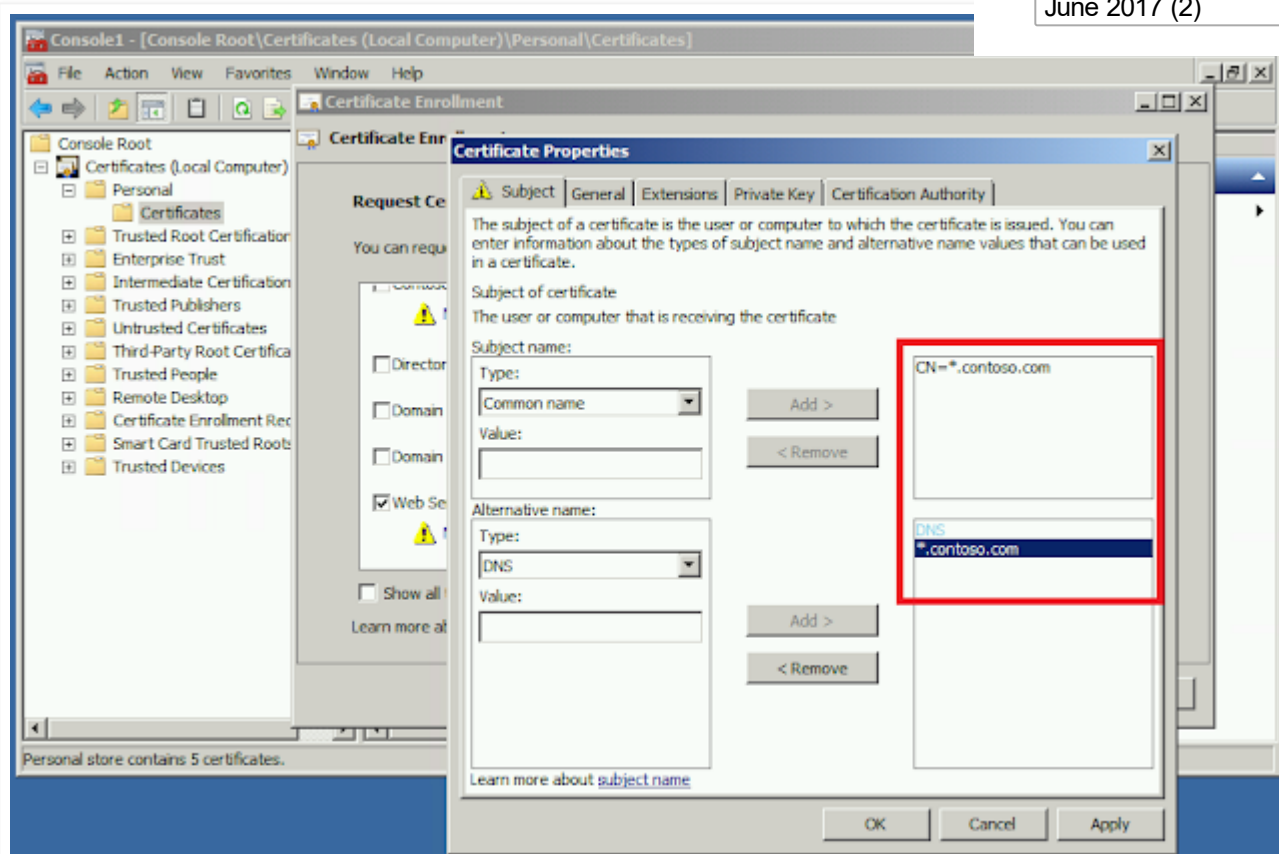 June 2017 (2)
Console1 - [Console Root\Certificates (Local Computer)\Personal\Certificates]
File Action View Favorites Window Help
Certificate Enrollment
Console Root
Certificates (Local Computer)
Personal
Certificates
Trusted Root Certification
Enterprise Trust
Intermediate Certification
Trusted Publishers
Untrusted Certificates
Third-Party Root Certifica
Trusted People
Remote Desktop
Certificate Enrollment Rec
Smart Card Trusted Roots
Trusted Devices
Personal store contains 5 certificates.
Certificate Enr
Request Ce
You can requ
Director
Domain
Domain
Web Se
Show all
Learn more ab
Certificate Properties
Subject General Extensions Private Key Certification Authority
The subject of a certificate is the user or computer to which the certificate is issued. You can
enter information about the types of subject name and alternative name values that can be used
in a certificate.
Subject of certificate
The user or computer that is receiving the certificate
Subject name:
Type:
Common name
Value:
Add >
< Remove
CN=*.contoso.com
Alternative name:
Type:
DNS
Value:
Add >
< Remove
DNS
*.contoso.com
Learn more about subject name
OK Cancel Apply